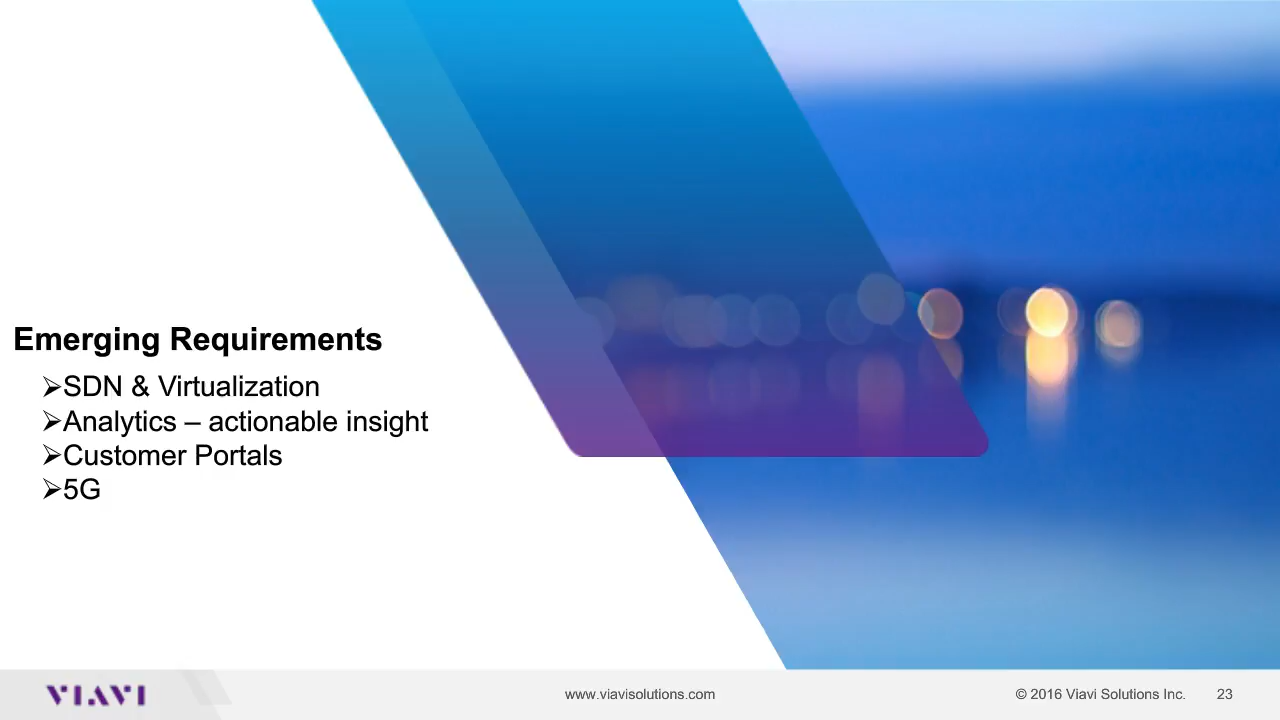 Emerging Requirements
➢SDN & Virtualization
➢Analytics – actionable insight
➢Customer Portals
➢5G
VIAVI
www.viavisolutions.com
© 2016 Viavi Solutions Inc.
23